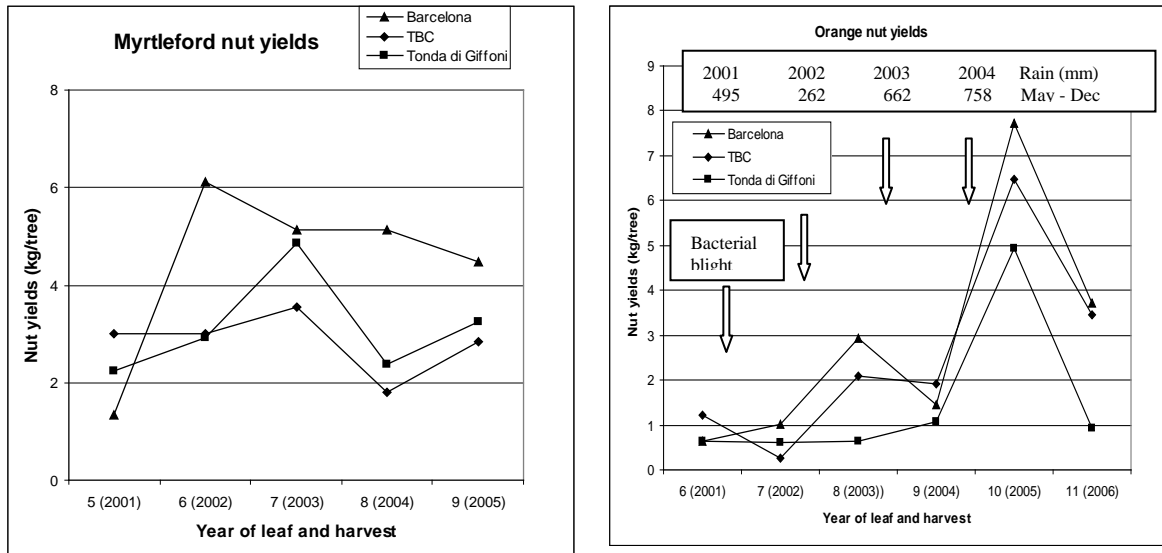 Myrtleford nut yields
Barcelona
TBC
Tonda di Giffoni
Nut yields (kg/tree)
8
6
4
2
0
5 (2001) 6 (2002) 7 (2003) 8 (2004) 9 (2005)
Year of leaf and harvest
Orange nut yields
2001 2002 2003 2004 Rain (mm)
495 262 662 758 May - Dec
Barcelona
TBC
Tonda di Giffoni
Bacterial
blight
Nut yields (kg/tree)
9
8
7
6
5
4
3
2
1
0
6 (2001) 7 (2002) 8 (2003)) 9 (2004) 10 (2005) 11 (2006)
Year of leaf and harvest